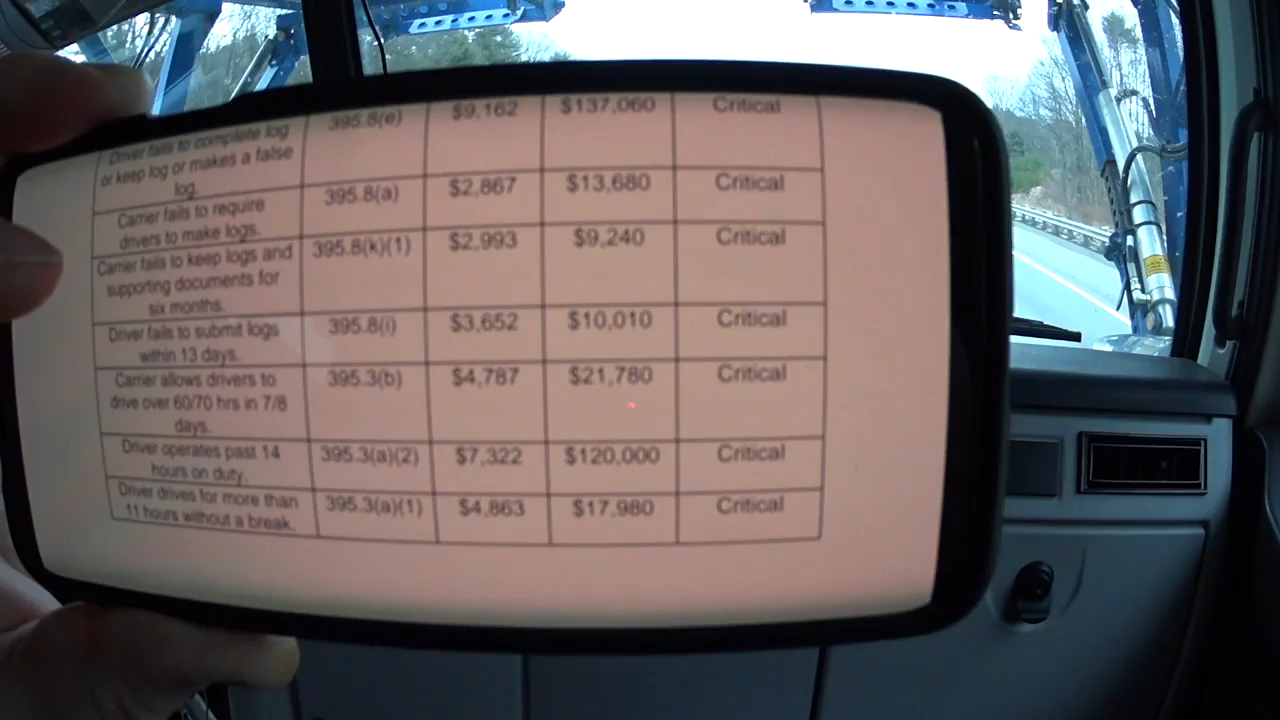 Driver fails to complete log
or keep log or makes a false
log.
395.8(e)
$9,162
$137,060
Critical
Carrier fails to require
drivers to make logs.
395.8(a)
$2,867
$13,680
Critical
Carrier fails to keep logs and
supporting documents for
six months.
395.8(k)(1)
$2,993
$9,240
Critical
Driver fails to submit logs
within 13 days.
395.8(i)
$3,652
$10,010
Critical
Carrier allows drivers to
drive over 60/70 hrs in 7/8
days.
395.3(b)
$4,787
$21,780
Critical
Driver operates past 14
hours on duty.
395.3(a)(2)
$7,322
$120,000
Critical
Driver drives for more than
11 hours without a break.
395.3(a)(1)
$4,863
$17,980
Critical